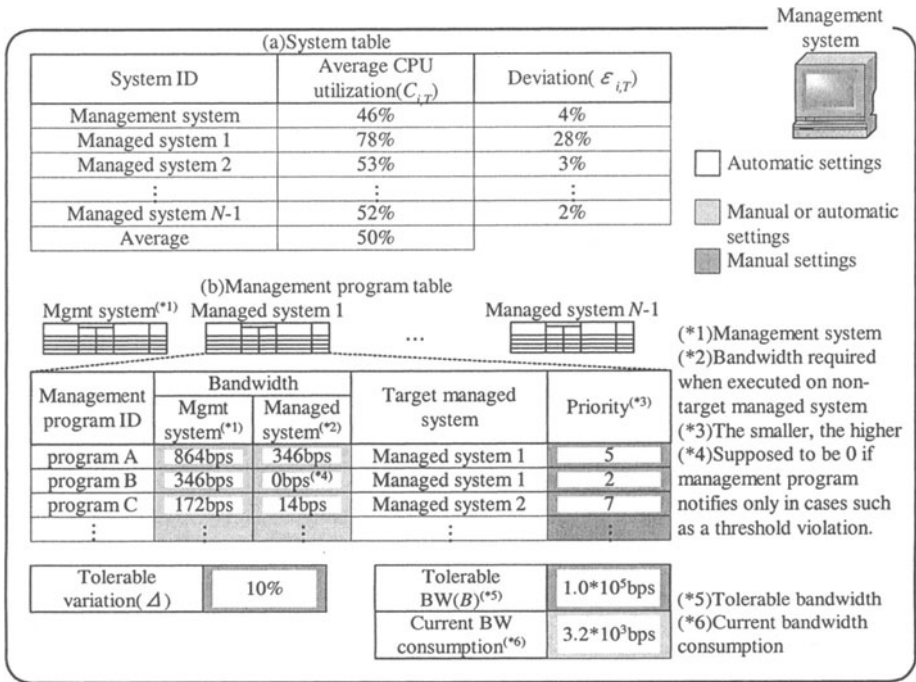 Management system
(a)System table
System ID Average CPU utilization(C_{i,T}) Deviation( ε_{i,T})
Management system 46% 4%
Managed system 1 78% 28%
Managed system 2 53% 3%
⋮ ⋮ ⋮
Managed system N-1 52% 2%
Average 50%
Automatic settings
Manual or automatic settings
Manual settings
(b)Management program table
Mgmt system(*1) Managed system 1 ... Managed system N-1
Management program ID Bandwidth Target managed system Priority(*3)
Mgmt system(*1) Managed system(*2)
program A 864bps 346bps Managed system 1 5
program B 346bps 0bps(*4) Managed system 1 2
program C 172bps 14bps Managed system 2 7
⋮ ⋮ ⋮ ⋮ ⋮
(*1)Management system
(*2)Bandwidth required
when executed on non-
target managed system
(*3)The smaller, the higher
(*4)Supposed to be 0 if
management program
notifies only in cases such
as a threshold violation.
Tolerable variation(Δ) 10%
Tolerable BW(B)(*5) 1.0*10^5bps
Current BW consumption(*6) 3.2*10^3bps
(*5)Tolerable bandwidth
(*6)Current bandwidth
consumption